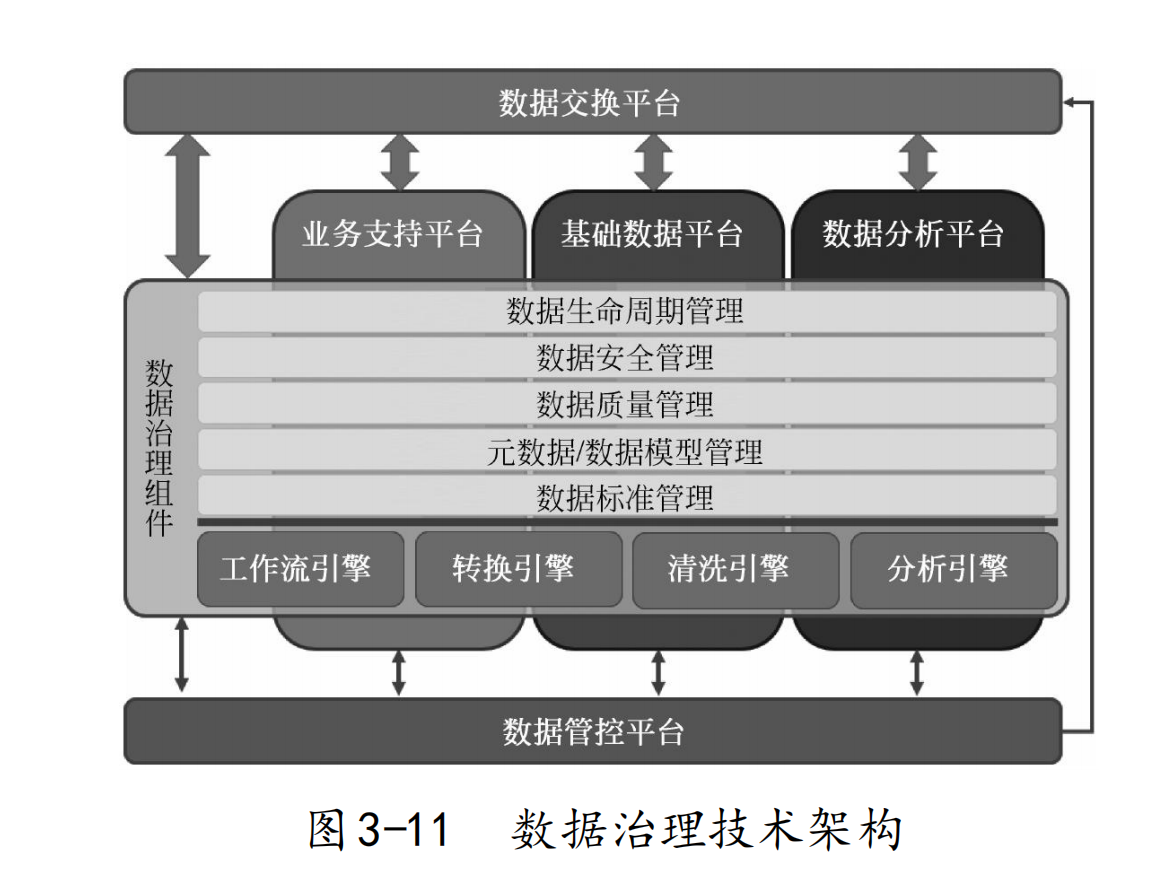 数据交换平台
业务支持平台
基础数据平台
数据分析平台
数据治理组件
数据生命周期管理
数据安全管理
数据质量管理
元数据/数据模型管理
数据标准管理
工作流引擎
转换引擎
清洗引擎
分析引擎
数据管控平台
图3-11 数据治理技术架构